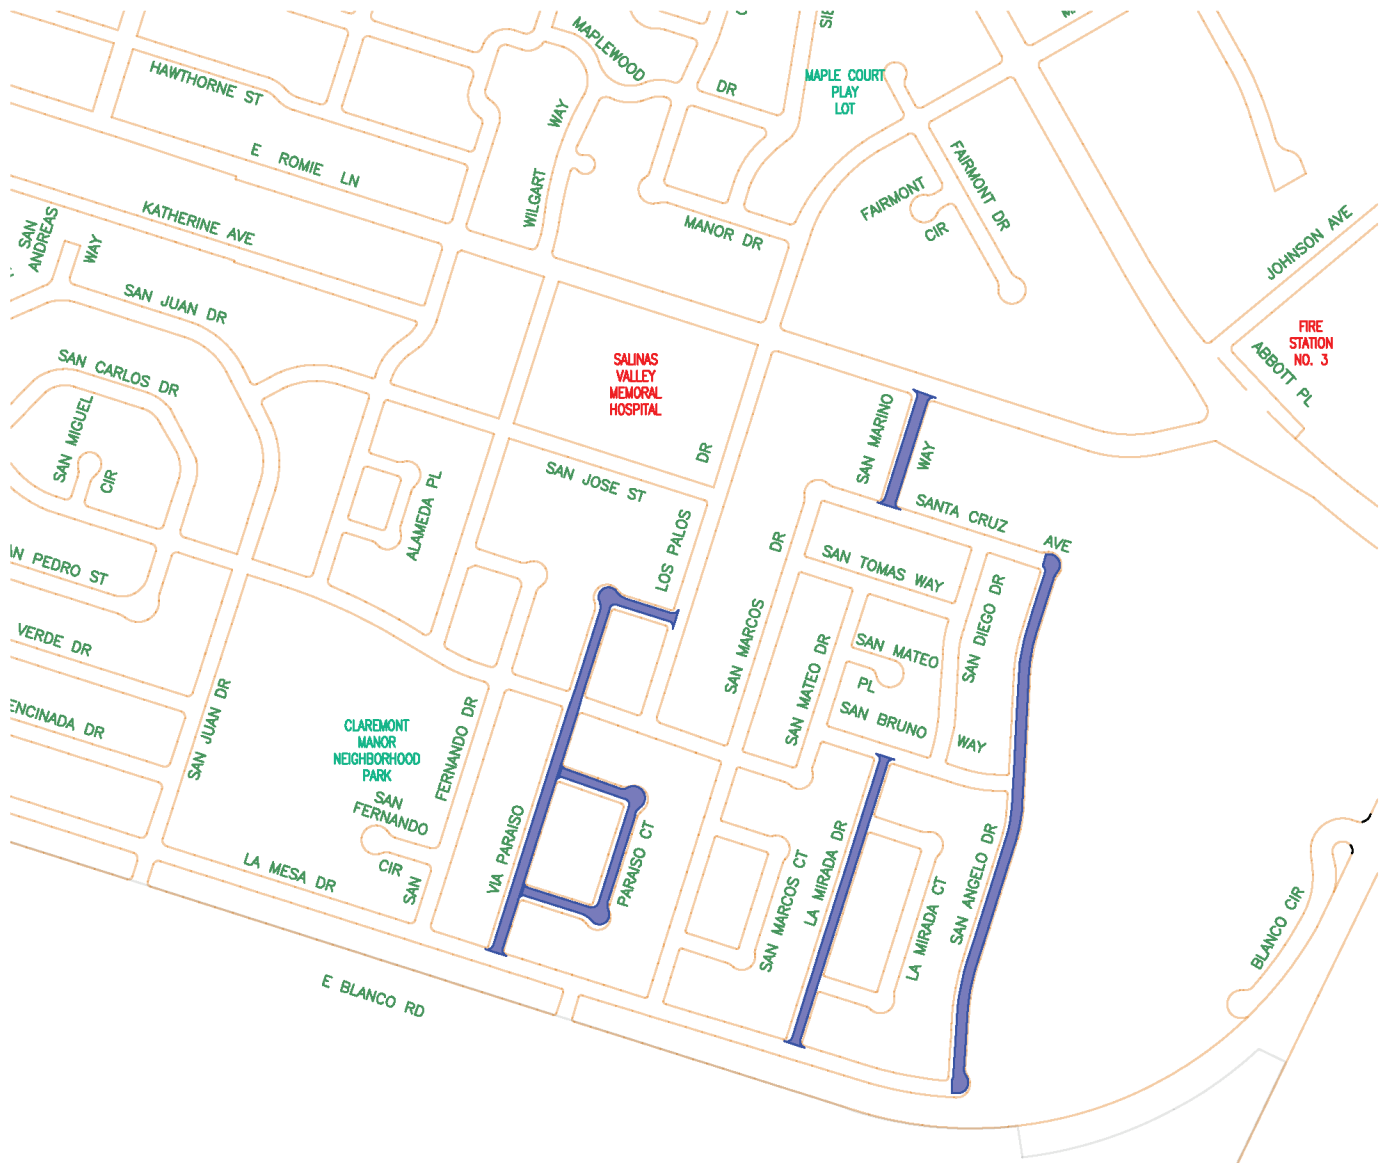 MAPLEWOOD
DR
MAPLE COURT
PLAY
LOT
HAWTHORNE ST
E ROMIE LN
WILGART WAY
FAIRMONT DR
FAIRMONT
CIR
MANOR DR
SAN
ANDREAS
WAY
KATHERINE AVE
JOHNSON AVE
SAN JUAN DR
FIRE
STATION
NO. 3
ABBOTT PL
SAN CARLOS DR
SALINAS
VALLEY
MEMORAL
HOSPITAL
SAN MIGUEL
CIR
SAN MARINO
WAY
DR
SAN JOSE ST
ALAMEDA PL
LOS PALOS
SANTA CRUZ
AVE
DR
SAN MARCOS
SAN TOMAS WAY
AN PEDRO ST
SAN DIEGO DR
VERDE DR
SAN MATEO DR
SAN MATEO
PL
SAN BRUNO
WAY
ENCINADA DR
SAN JUAN DR
CLAREMONT
MANOR
NEIGHBORHOOD
PARK
FERNANDO DR
SAN
SAN
FERNANDO
CIR
VIA PARAISO
PARAISO CT
LA MESA DR
SAN MARCOS CT
LA MIRADA DR
LA MIRADA CT
SAN ANGELO DR
BLANCO CIR
E BLANCO RD